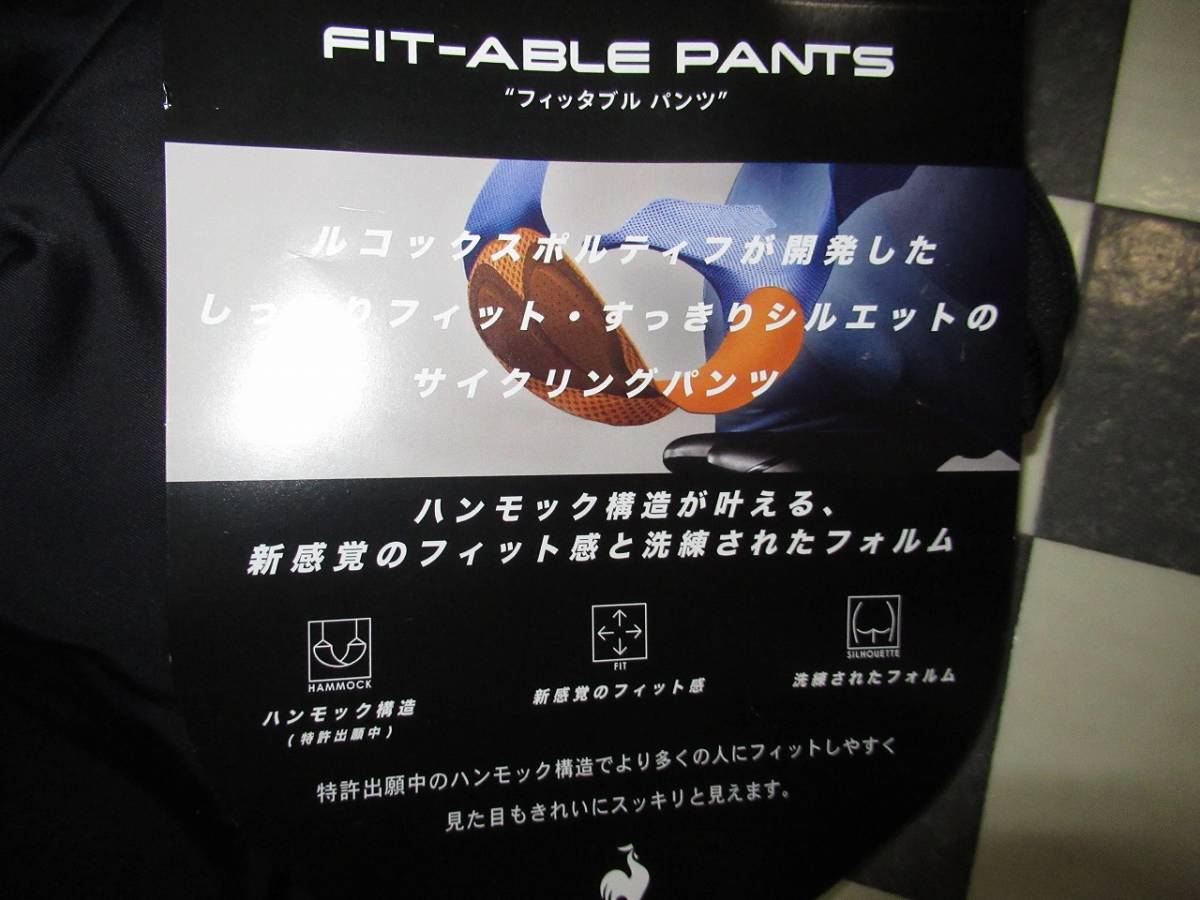 FIT-ABLE PANTS
“フィッタブル パンツ”
ルコックスポルティフが開発した
しっかりフィット・すっきりシルエットの
サイクリングパンツ
ハンモック構造が叶える、
新感覚のフィット感と洗練されたフォルム
HAMMOCK
ハンモック構造
(特許出願中)
FIT
新感覚のフィット感
SILHOUETTE
洗練されたフォルム
特許出願中のハンモック構造でより多くの人にフィットしやすく
見た目もきれいにスッキリと見えます。